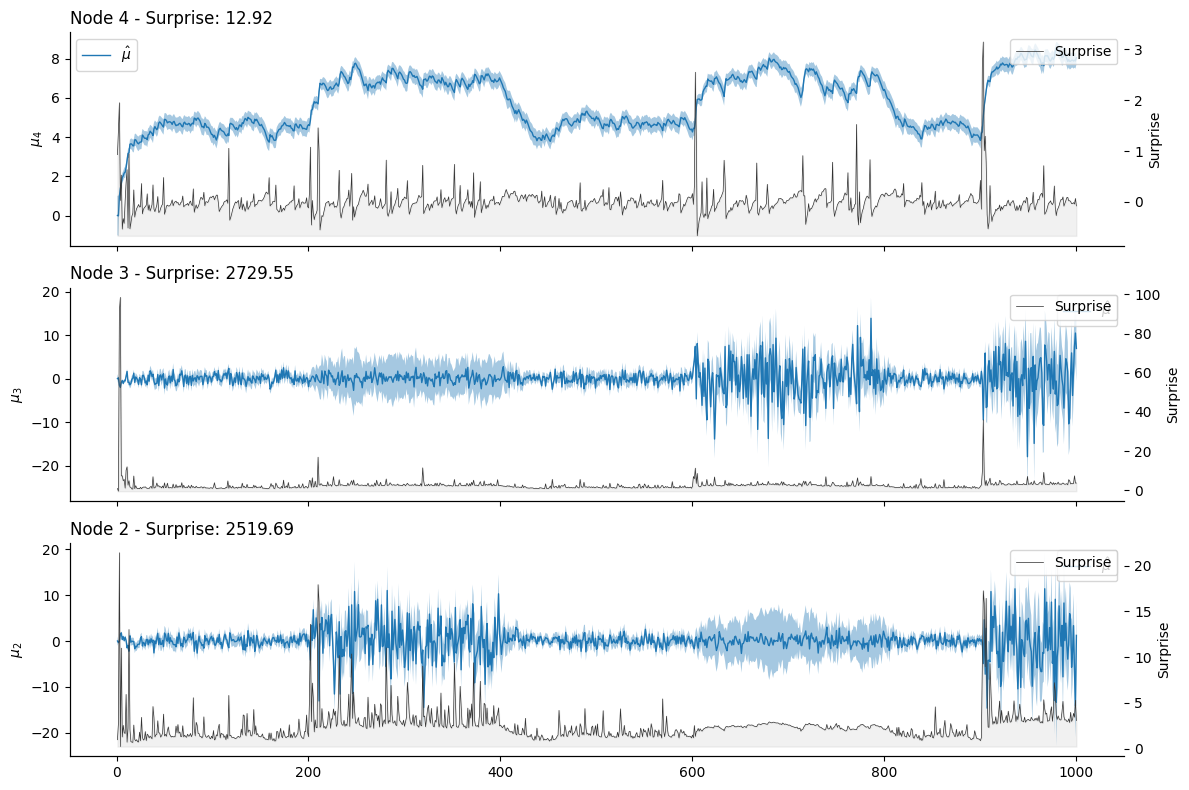 Node 4 - Surprise: 12.92
μ̂
Surprise
8
6
4
2
0
μ4
3
2
1
0
Surprise
Node 3 - Surprise: 2729.55
Surprise
μ̂
20
10
0
−10
−20
μ3
100
80
60
40
20
0
Surprise
Node 2 - Surprise: 2519.69
Surprise
μ̂
20
10
0
−10
−20
μ2
20
15
10
5
0
Surprise
0 200 400 600 800 1000